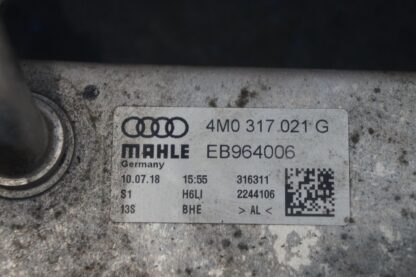 4M0 317.021 G
MAHLE EB964006
Germany
10.07.18 15:55 316311
S1 H6LI 2244106
13S BHE > AL <